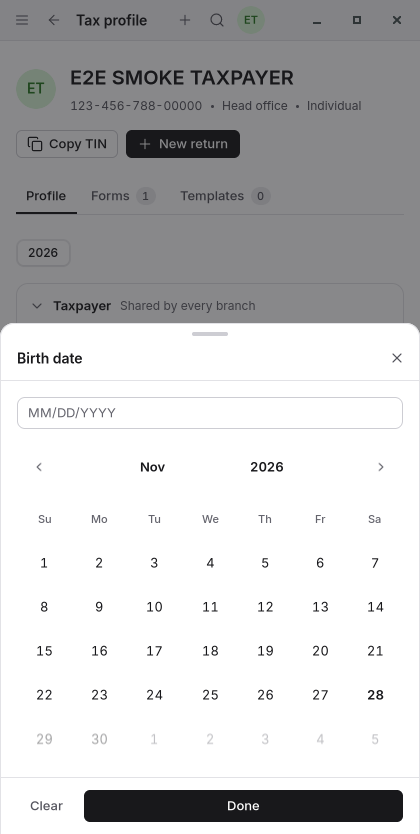 Tax profile ET
ET E2E SMOKE TAXPAYER
123-456-788-00000 • Head office • Individual
Copy TIN New return
Profile Forms 1 Templates 0
2026
Taxpayer Shared by every branch
Birth date
MM/DD/YYYY
Nov 2026
Su Mo Tu We Th Fr Sa
1 2 3 4 5 6 7
8 9 10 11 12 13 14
15 16 17 18 19 20 21
22 23 24 25 26 27 28
29 30 1 2 3 4 5
Clear Done